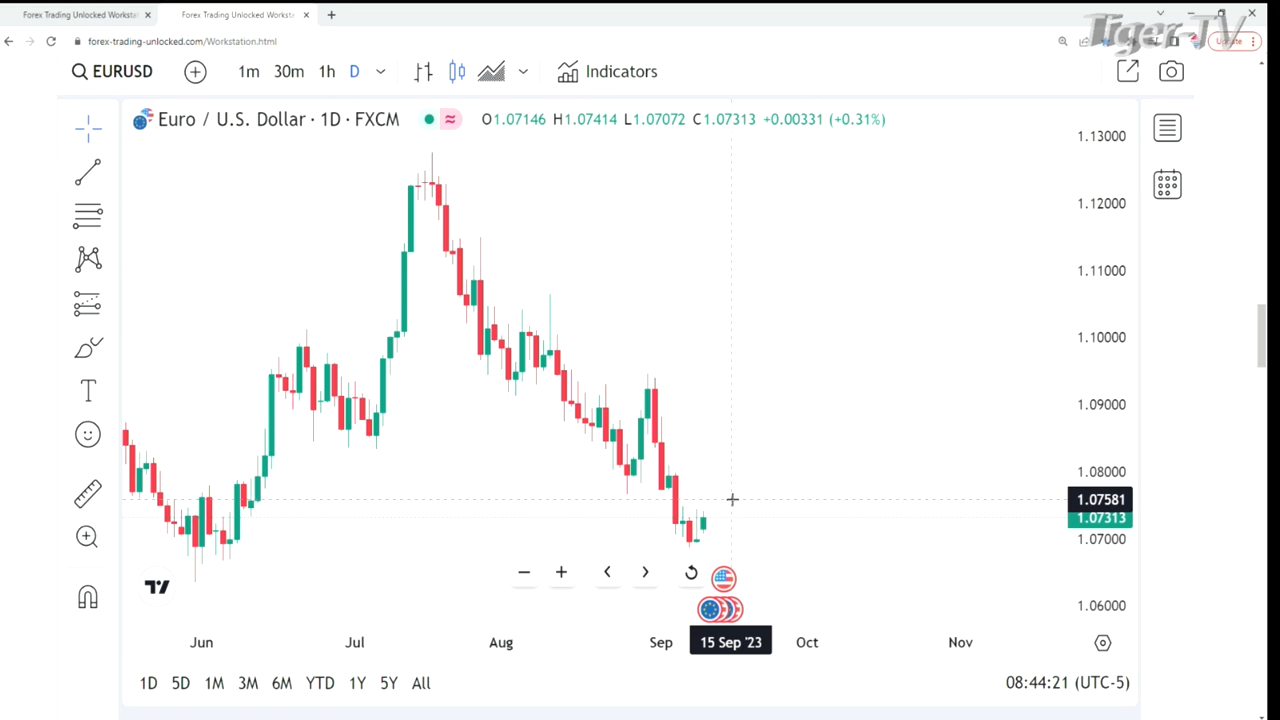 Forex Trading Unlocked Workstat
Forex Trading Unlocked Workstat
Tiger-TV
forex-trading-unlocked.com/Workstation.html
EURUSD
1m 30m 1h D
Indicators
Euro / U.S. Dollar · 1D · FXCM
O1.07146 H1.07414 L1.07072 C1.07313 +0.00331 (+0.31%)
1.13000
1.12000
1.11000
1.10000
1.09000
1.08000
1.07581
1.07313
1.07000
1.06000
Jun Jul Aug Sep 15 Sep '23 Oct Nov
1D 5D 1M 3M 6M YTD 1Y 5Y All
08:44:21 (UTC-5)